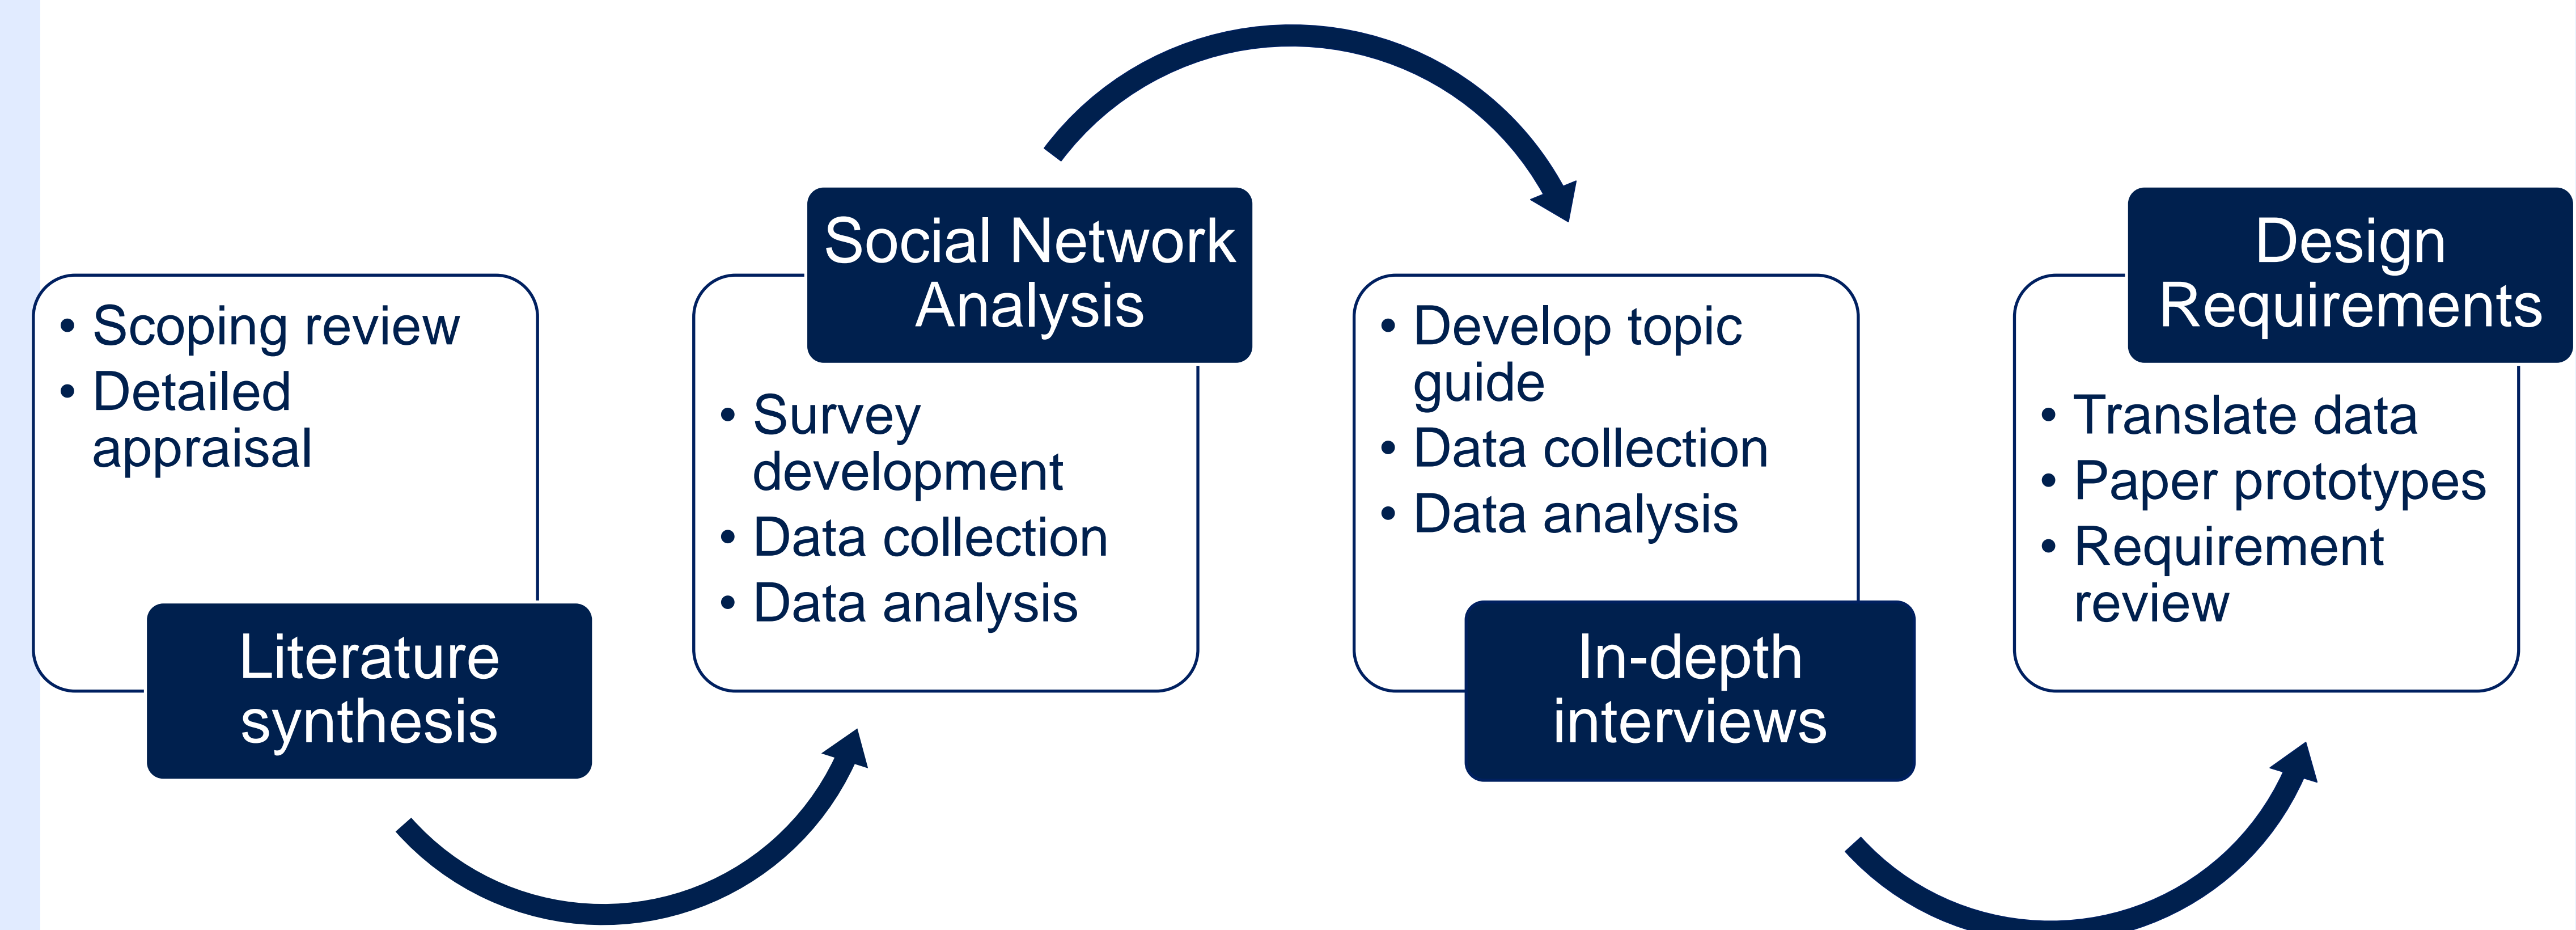 • Scoping review
• Detailed
appraisal
Literature
synthesis
Social Network
Analysis
• Survey
development
• Data collection
• Data analysis
• Develop topic
guide
• Data collection
• Data analysis
In-depth
interviews
Design
Requirements
• Translate data
• Paper prototypes
• Requirement
review